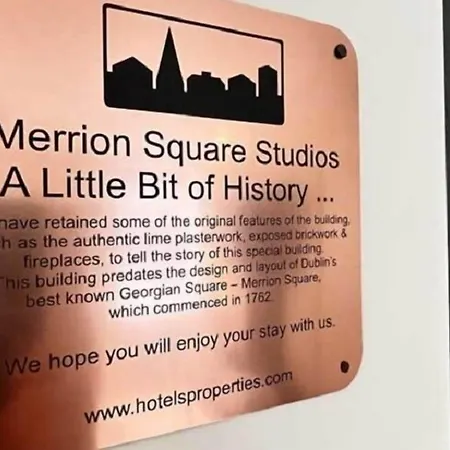 Merrion Square Studios
A Little Bit of History ...
have retained some of the original features of the building,
h as the authentic lime plasterwork, exposed brickwork &
fireplaces, to tell the story of this special building.
This building predates the design and layout of Dublin's
best known Georgian Square – Merrion Square,
which commenced in 1762.
We hope you will enjoy your stay with us.
www.hotelsproperties.com